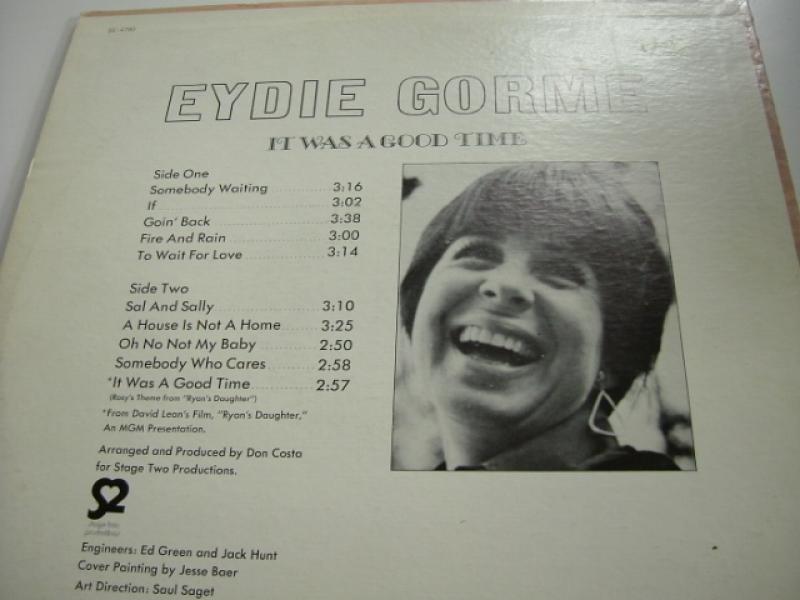 SE-4780
EYDIE GORME
IT WAS A GOOD TIME
Side One
Somebody Waiting 3:16
If 3:02
Goin' Back 3:38
Fire And Rain 3:00
To Wait For Love 3:14
Side Two
Sal And Sally 3:10
A House Is Not A Home 3:25
Oh No Not My Baby 2:50
Somebody Who Cares 2:58
*It Was A Good Time 2:57
(Rosy's Theme from "Ryan's Daughter")
*From David Lean's Film, "Ryan's Daughter,"
An MGM Presentation.
Arranged and Produced by Don Costa
for Stage Two Productions.
stage two
productions
Engineers: Ed Green and Jack Hunt
Cover Painting by Jesse Baer
Art Direction: Saul Saget